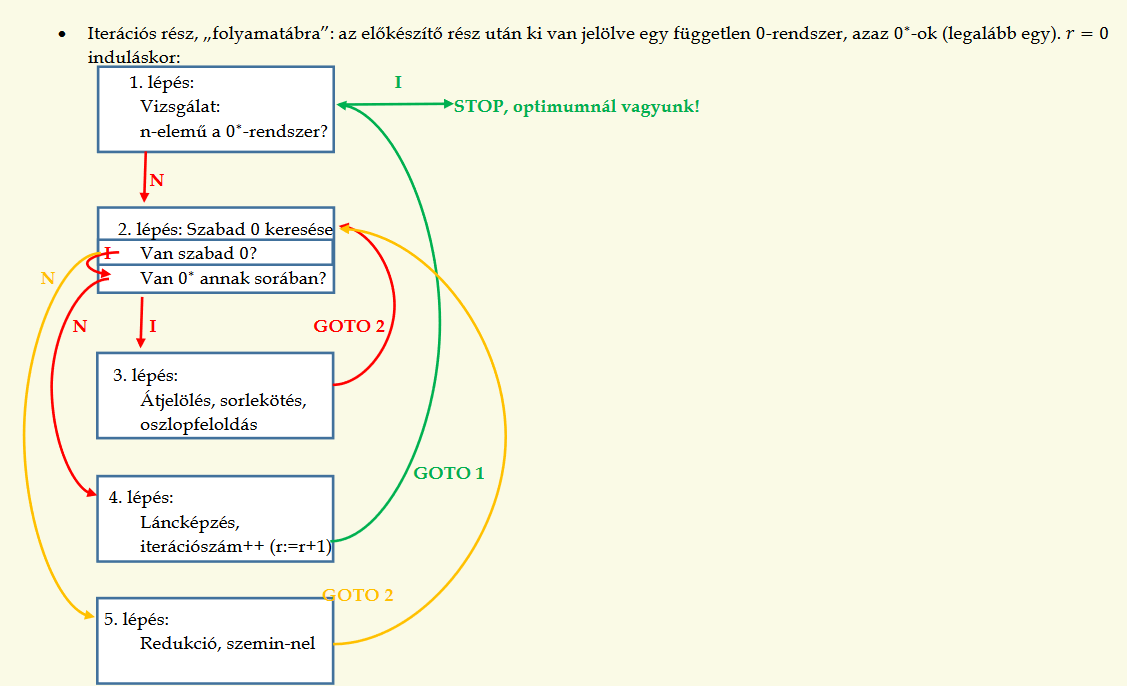 • Iterációs rész, „folyamatábra”: az előkészítő rész után ki van jelölve egy független 0-rendszer, azaz 0*-ok (legalább egy). r = 0
induláskor:
1. lépés:
Vizsgálat:
n-elemű a 0*-rendszer?
I
STOP, optimumnál vagyunk!
N
2. lépés: Szabad 0 keresése
I Van szabad 0?
Van 0* annak sorában?
N
N
I
GOTO 2
3. lépés:
Átjelölés, sorlekötés,
oszlopfeloldás
GOTO 1
4. lépés:
Láncképzés,
iterációszám++ (r:=r+1)
GOTO 2
5. lépés:
Redukció, szemin-nel